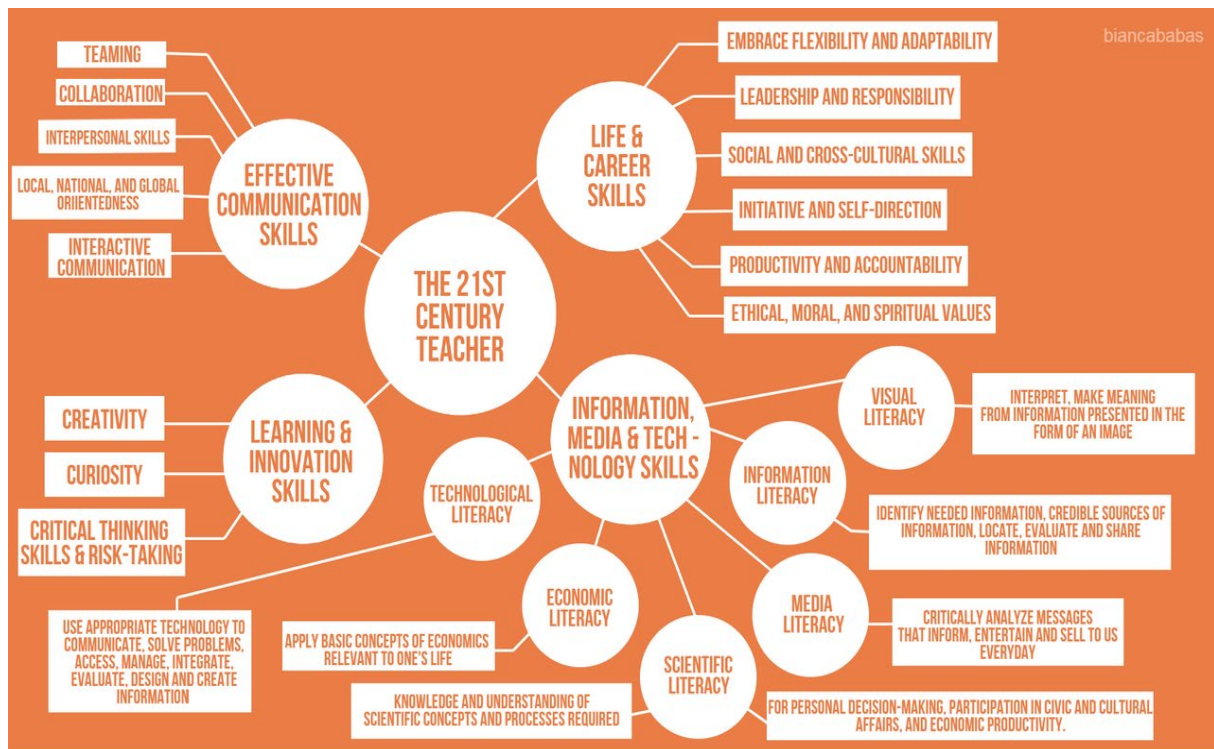 biancababas
THE 21ST
CENTURY
TEACHER
EFFECTIVE
COMMUNICATION
SKILLS
TEAMING
COLLABORATION
INTERPERSONAL SKILLS
LOCAL, NATIONAL, AND GLOBAL
ORIIENTEDNESS
INTERACTIVE
COMMUNICATION
LIFE &
CAREER
SKILLS
EMBRACE FLEXIBILITY AND ADAPTABILITY
LEADERSHIP AND RESPONSIBILITY
SOCIAL AND CROSS-CULTURAL SKILLS
INITIATIVE AND SELF-DIRECTION
PRODUCTIVITY AND ACCOUNTABILITY
ETHICAL, MORAL, AND SPIRITUAL VALUES
LEARNING &
INNOVATION
SKILLS
CREATIVITY
CURIOSITY
CRITICAL THINKING
SKILLS & RISK-TAKING
INFORMATION,
MEDIA & TECH -
NOLOGY SKILLS
VISUAL
LITERACY
INTERPRET, MAKE MEANING
FROM INFORMATION PRESENTED IN THE
FORM OF AN IMAGE
INFORMATION
LITERACY
IDENTIFY NEEDED INFORMATION, CREDIBLE SOURCES OF
INFORMATION, LOCATE, EVALUATE AND SHARE
INFORMATION
MEDIA
LITERACY
CRITICALLY ANALYZE MESSAGES
THAT INFORM, ENTERTAIN AND SELL TO US
EVERYDAY
SCIENTIFIC
LITERACY
KNOWLEDGE AND UNDERSTANDING OF
SCIENTIFIC CONCEPTS AND PROCESSES REQUIRED
FOR PERSONAL DECISION-MAKING, PARTICIPATION IN CIVIC AND CULTURAL
AFFAIRS, AND ECONOMIC PRODUCTIVITY.
ECONOMIC
LITERACY
APPLY BASIC CONCEPTS OF ECONOMICS
RELEVANT TO ONE'S LIFE
TECHNOLOGICAL
LITERACY
USE APPROPRIATE TECHNOLOGY TO
COMMUNICATE, SOLVE PROBLEMS,
ACCESS, MANAGE, INTEGRATE,
EVALUATE, DESIGN AND CREATE
INFORMATION